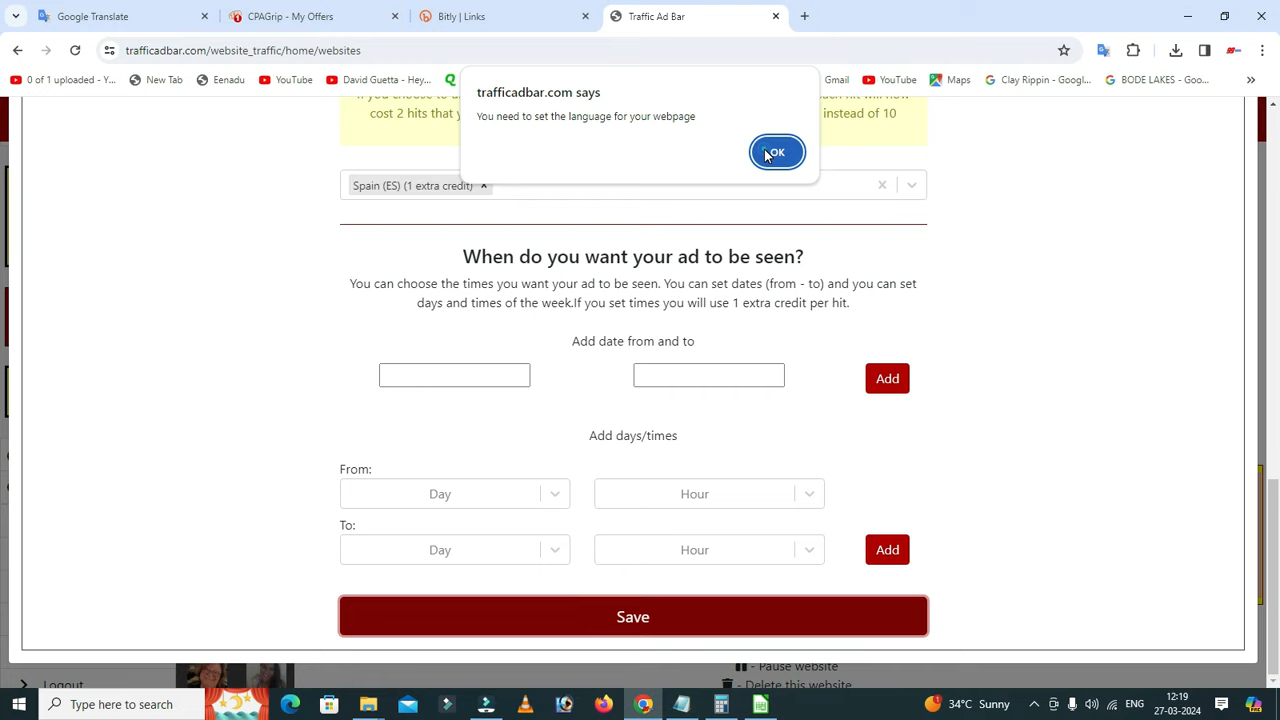 Google Translate
CPAGrip - My Offers
Bitly | Links
Traffic Ad Bar
trafficadbar.com/website_traffic/home/websites
0 of 1 uploaded - Y...
New Tab
Eenadu
YouTube
David Guetta - Hey...
Gmail
YouTube
Maps
Clay Rippin - Googl...
BODE LAKES - Goo...
trafficadbar.com says
You need to set the language for your webpage
OK
cost 2 hits that y
instead of 10
Spain (ES) (1 extra credit)
When do you want your ad to be seen?
You can choose the times you want your ad to be seen. You can set dates (from - to) and you can set
days and times of the week.If you set times you will use 1 extra credit per hit.
Add date from and to
Add
Add days/times
From:
Day
Hour
To:
Day
Hour
Add
Save
- Pause website
Logout
- Delete this website
Type here to search
34°C Sunny
ENG
12:19
27-03-2024